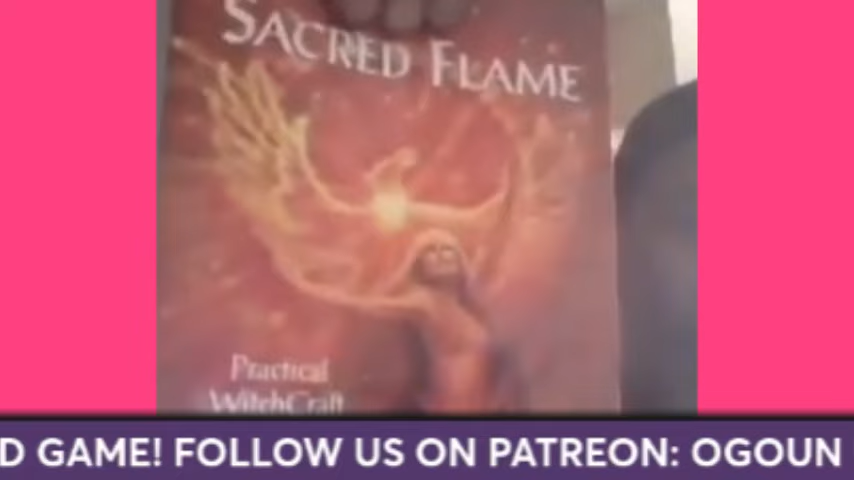 SACRED FLAME
Practical
WitchCraft
D GAME! FOLLOW US ON PATREON: OGOUN